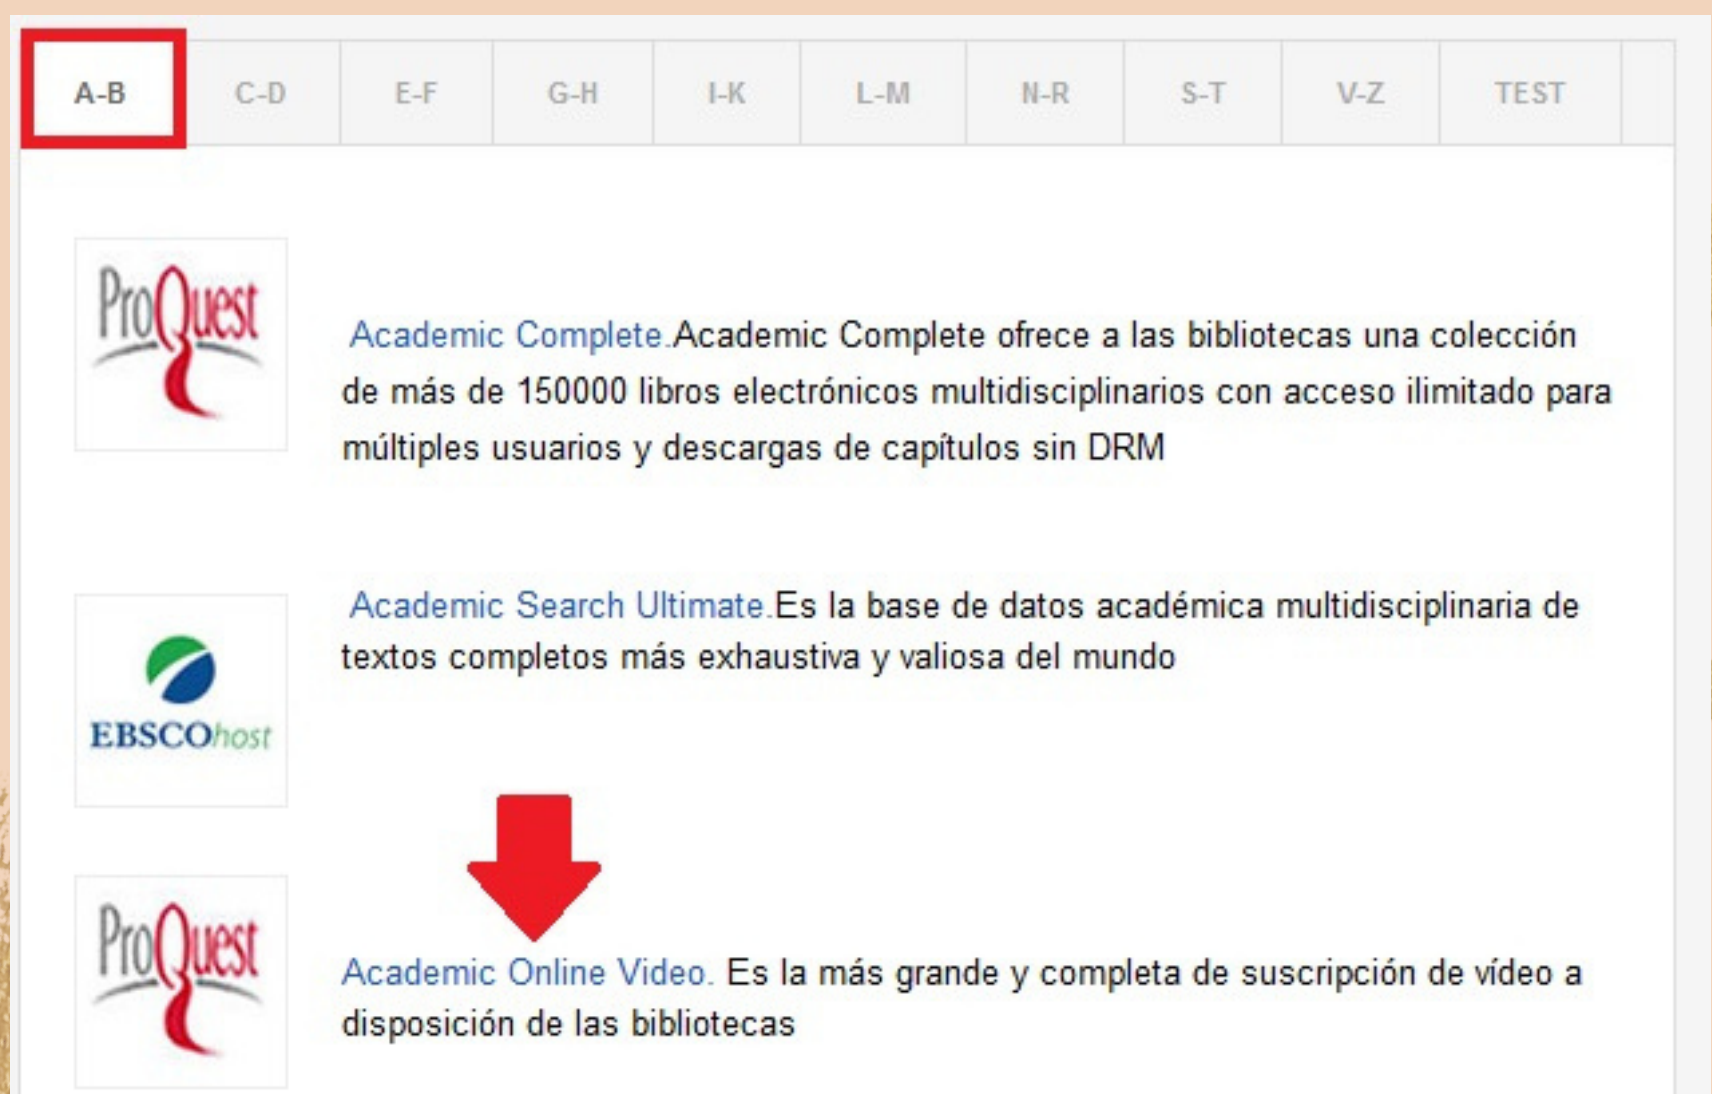 A-B C-D E-F G-H I-K L-M N-R S-T V-Z TEST
ProQuest
Academic Complete.Academic Complete ofrece a las bibliotecas una colección
de más de 150000 libros electrónicos multidisciplinarios con acceso ilimitado para
múltiples usuarios y descargas de capítulos sin DRM
EBSCOhost
Academic Search Ultimate.Es la base de datos académica multidisciplinaria de
textos completos más exhaustiva y valiosa del mundo
ProQuest
Academic Online Video. Es la más grande y completa de suscripción de vídeo a
disposición de las bibliotecas